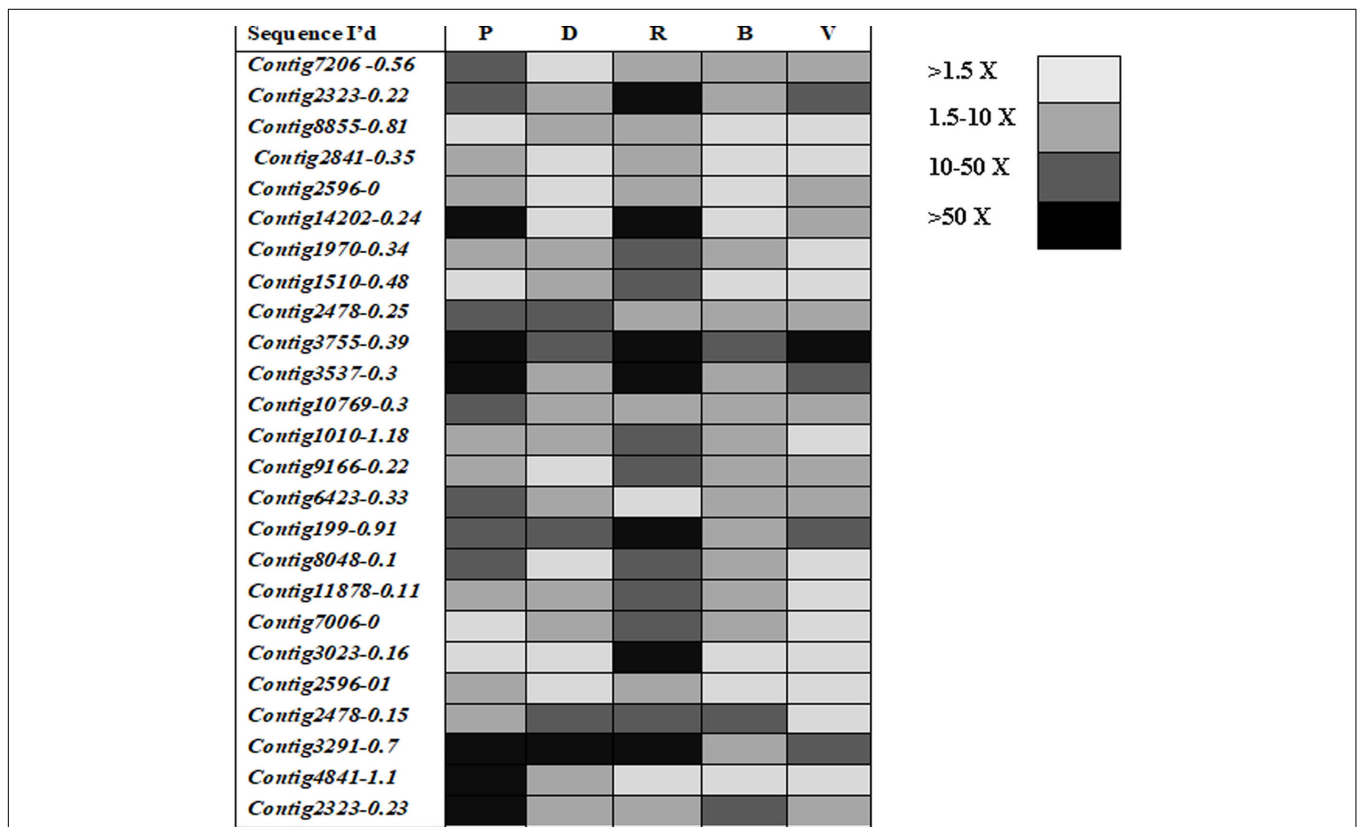 Sequence I'd P D R B V
Contig7206 -0.56
Contig2323-0.22
Contig8855-0.81
Contig2841-0.35
Contig2596-0
Contig14202-0.24
Contig1970-0.34
Contig1510-0.48
Contig2478-0.25
Contig3755-0.39
Contig3537-0.3
Contig10769-0.3
Contig1010-1.18
Contig9166-0.22
Contig6423-0.33
Contig199-0.91
Contig8048-0.1
Contig11878-0.11
Contig7006-0
Contig3023-0.16
Contig2596-01
Contig2478-0.15
Contig3291-0.7
Contig4841-1.1
Contig2323-0.23
>1.5 X
1.5-10 X
10-50 X
>50 X